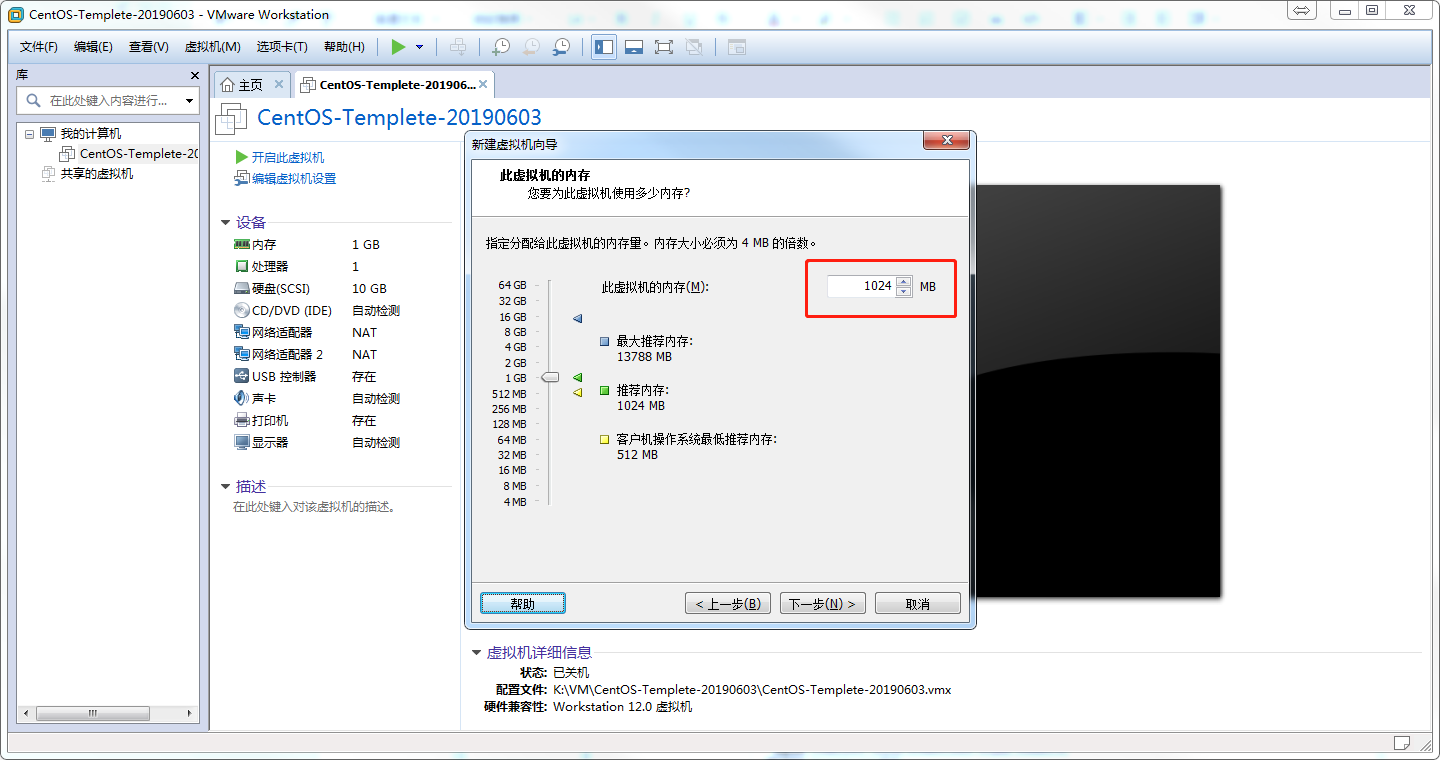 CentOS-Templete-20190603 - VMware Workstation
文件(F) 编辑(E) 查看(V) 虚拟机(M) 选项卡(T) 帮助(H)
库
在此处键入内容进行...
我的计算机
CentOS-Templete-20
共享的虚拟机
主页
CentOS-Templete-201906...
CentOS-Templete-20190603
开启此虚拟机
编辑虚拟机设置
设备
内存 1 GB
处理器 1
硬盘(SCSI) 10 GB
CD/DVD (IDE) 自动检测
网络适配器 NAT
网络适配器 2 NAT
USB 控制器 存在
声卡 自动检测
打印机 存在
显示器 自动检测
描述
在此处键入对该虚拟机的描述。
新建虚拟机向导
此虚拟机的内存
您要为此虚拟机使用多少内存?
指定分配给此虚拟机的内存量。内存大小必须为 4 MB 的倍数。
64 GB
32 GB
16 GB
8 GB
4 GB
2 GB
1 GB
512 MB
256 MB
128 MB
64 MB
32 MB
16 MB
8 MB
4 MB
此虚拟机的内存(M): 1024 MB
最大推荐内存:
13788 MB
推荐内存:
1024 MB
客户机操作系统最低推荐内存:
512 MB
帮助 < 上一步(B) 下一步(N) > 取消
虚拟机详细信息
状态: 已关机
配置文件: K:\VM\CentOS-Templete-20190603\CentOS-Templete-20190603.vmx
硬件兼容性: Workstation 12.0 虚拟机